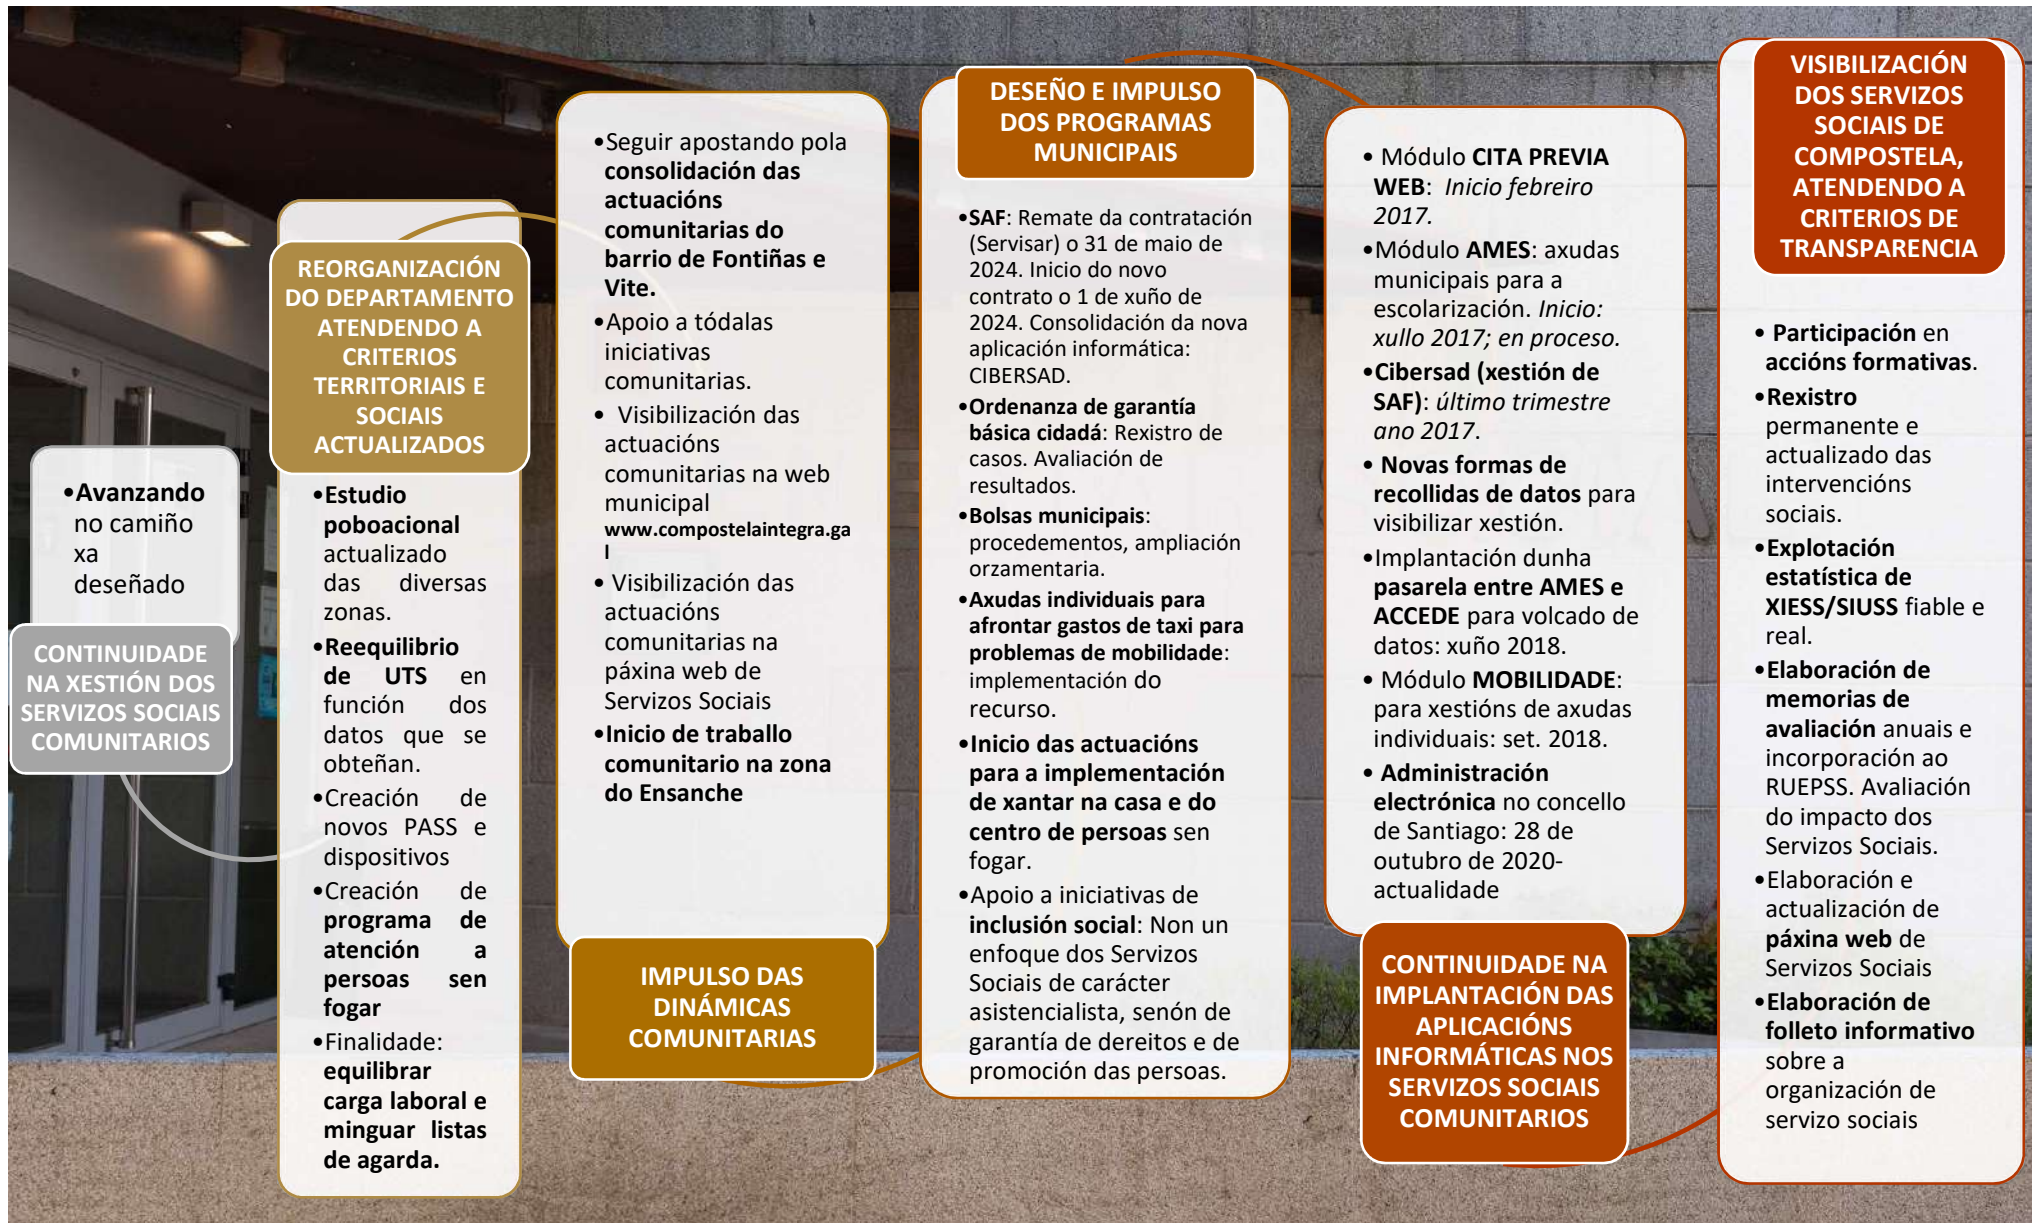 •Avanzando
no camiño
xa
deseñado
CONTINUIDADE
NA XESTIÓN DOS
SERVIZOS SOCIAIS
COMUNITARIOS
REORGANIZACIÓN
DO DEPARTAMENTO
ATENDENDO A
CRITERIOS
TERRITORIAIS E
SOCIAIS
ACTUALIZADOS
•Estudio
poboacional
actualizado
das diversas
zonas.
•Reequilibrio
de UTS en
función dos
datos que se
obteñan.
•Creación de
novos PASS e
dispositivos
•Creación de
programa de
atención a
persoas sen
fogar
•Finalidade:
equilibrar
carga laboral e
minguar listas
de agarda.
•Seguir apostando pola
consolidación das
actuacións
comunitarias do
barrio de Fontiñas e
Vite.
•Apoio a tódalas
iniciativas
comunitarias.
• Visibilización das
actuacións
comunitarias na web
municipal
www.compostelaintegra.ga
l
• Visibilización das
actuacións
comunitarias na
páxina web de
Servizos Sociais
•Inicio de traballo
comunitario na zona
do Ensanche
IMPULSO DAS
DINÁMICAS
COMUNITARIAS
DESEÑO E IMPULSO
DOS PROGRAMAS
MUNICIPAIS
•SAF: Remate da contratación
(Servisar) o 31 de maio de
2024. Inicio do novo
contrato o 1 de xuño de
2024. Consolidación da nova
aplicación informática:
CIBERSAD.
•Ordenanza de garantía
básica cidadá: Rexistro de
casos. Avaliación de
resultados.
•Bolsas municipais:
procedementos, ampliación
orzamentaria.
•Axudas individuais para
afrontar gastos de taxi para
problemas de mobilidade:
implementación do
recurso.
•Inicio das actuacións
para a implementación
de xantar na casa e do
centro de persoas sen
fogar.
•Apoio a iniciativas de
inclusión social: Non un
enfoque dos Servizos
Sociais de carácter
asistencialista, senón de
garantía de dereitos e de
promoción das persoas.
• Módulo CITA PREVIA
WEB: Inicio febreiro
2017.
•Módulo AMES: axudas
municipais para a
escolarización. Inicio:
xullo 2017; en proceso.
•Cibersad (xestión de
SAF): último trimestre
ano 2017.
• Novas formas de
recollidas de datos para
visibilizar xestión.
•Implantación dunha
pasarela entre AMES e
ACCEDE para volcado de
datos: xuño 2018.
• Módulo MOBILIDADE:
para xestións de axudas
individuais: set. 2018.
• Administración
electrónica no concello
de Santiago: 28 de
outubro de 2020-
actualidade
CONTINUIDADE NA
IMPLANTACIÓN DAS
APLICACIÓNS
INFORMÁTICAS NOS
SERVIZOS SOCIAIS
COMUNITARIOS
VISIBILIZACIÓN
DOS SERVIZOS
SOCIAIS DE
COMPOSTELA,
ATENDENDO A
CRITERIOS DE
TRANSPARENCIA
• Participación en
accións formativas.
•Rexistro
permanente e
actualizado das
intervencións
sociais.
•Explotación
estatística de
XIESS/SIUSS fiable e
real.
•Elaboración de
memorias de
avaliación anuais e
incorporación ao
RUEPSS. Avaliación
do impacto dos
Servizos Sociais.
•Elaboración e
actualización de
páxina web de
Servizos Sociais
•Elaboración de
folleto informativo
sobre a
organización de
servizo sociais